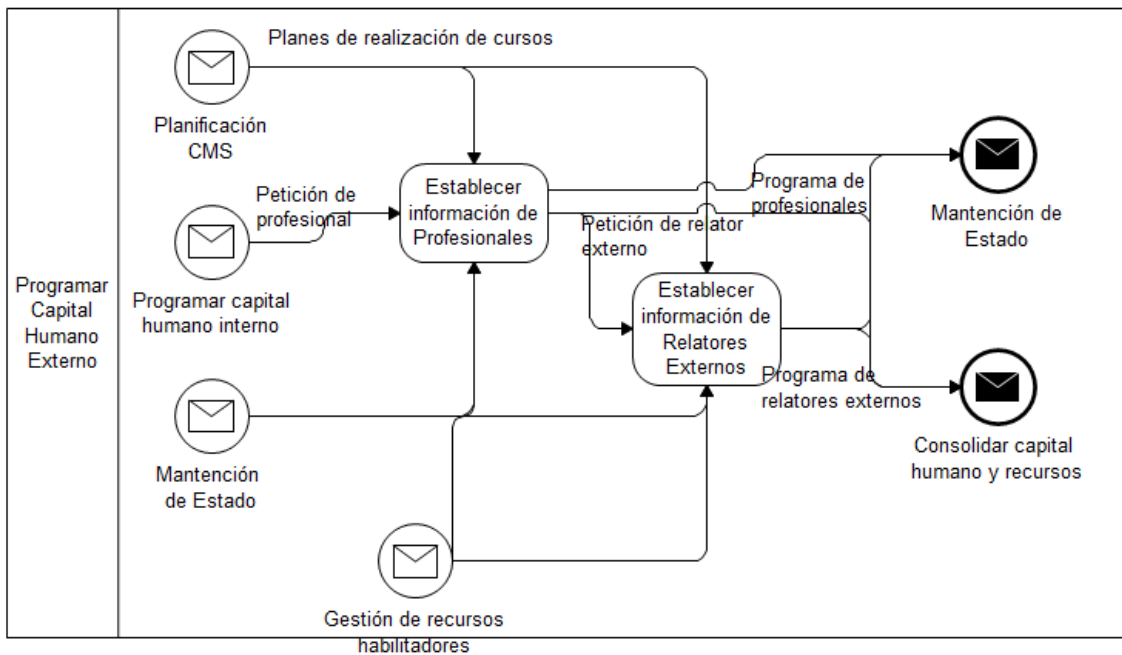 Programar
Capital
Humano
Externo
Planes de realización de cursos
Planificación
CMS
Petición de
profesional
Programar capital
humano interno
Establecer
información de
Profesionales
Programa de
profesionales
Petición de relator
externo
Establecer
información de
Relatores
Externos
Mantención de
Estado
Programa de
relatores externos
Consolidar capital
humano y recursos
Mantención
de Estado
Gestión de recursos
habilitadores